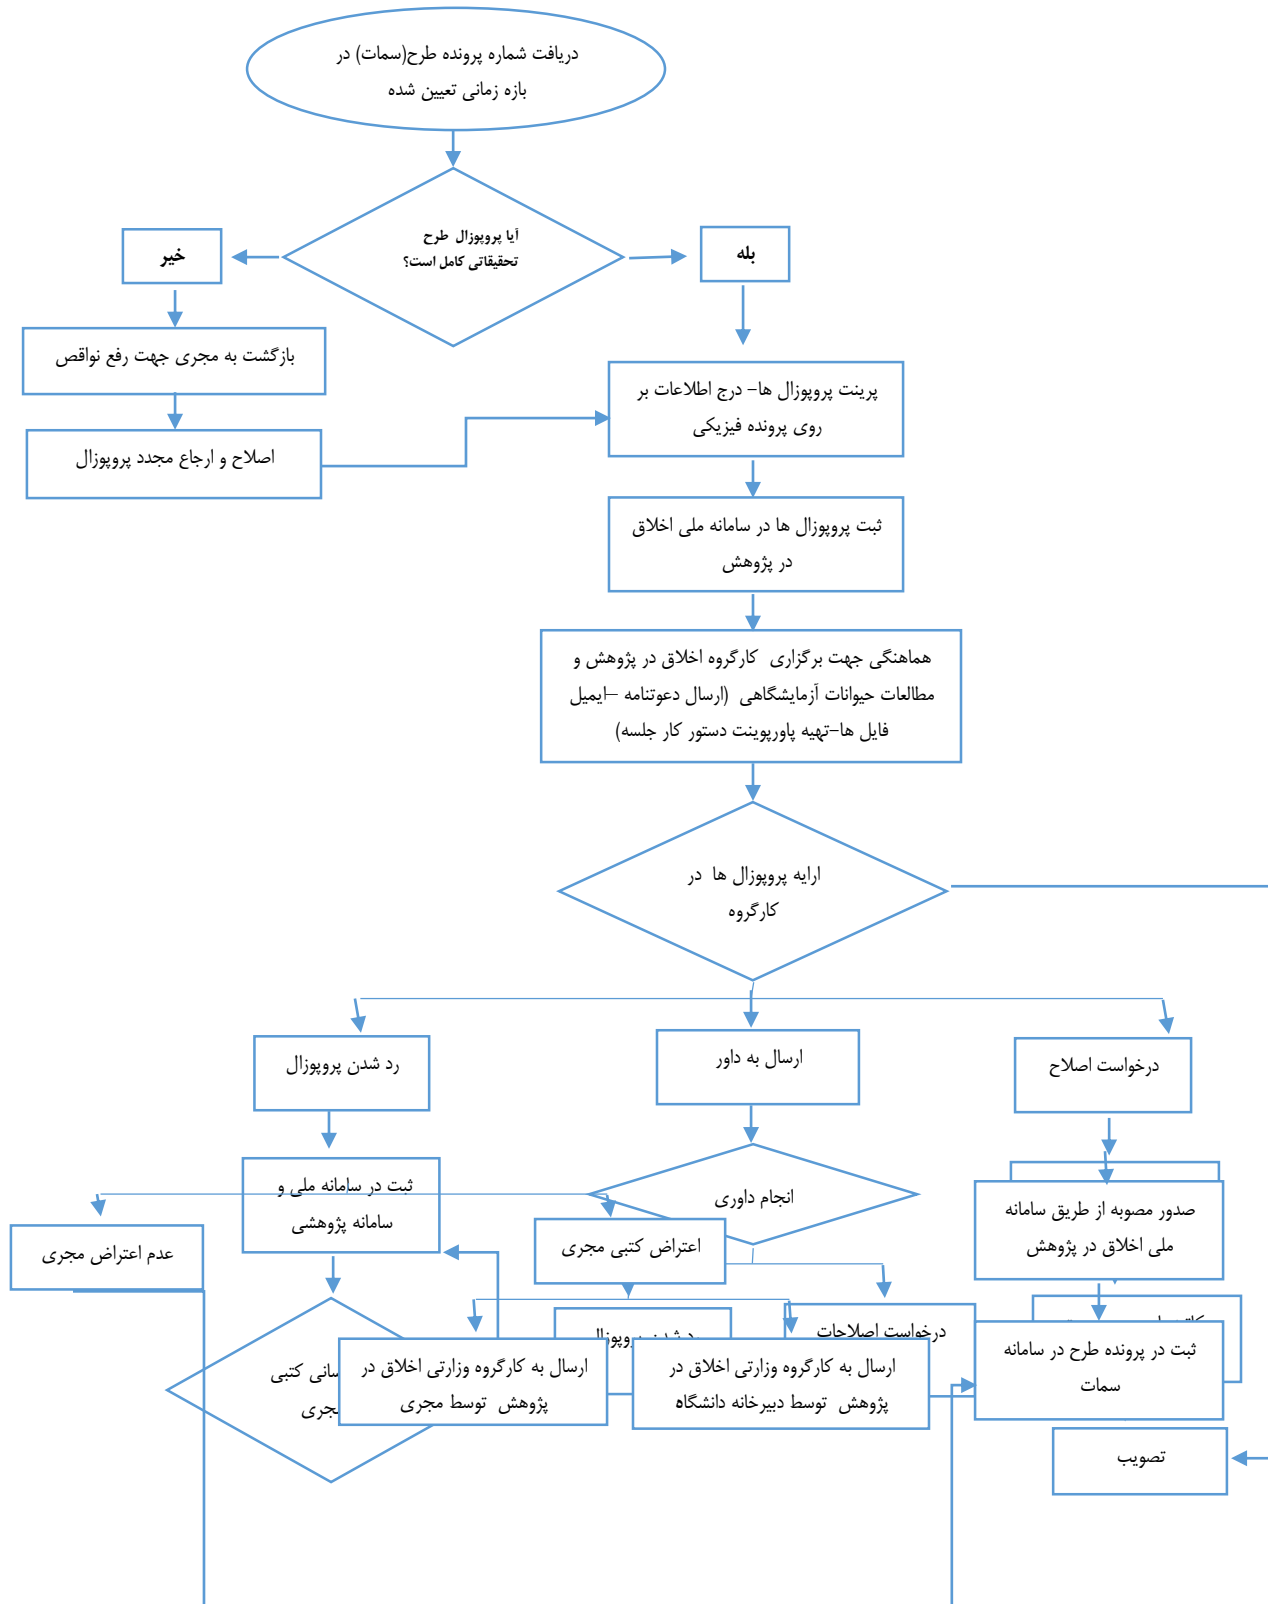 دریافت شماره پرونده طرح(سمات) در
بازه زمانی تعیین شده
آیا پروپوزال طرح
تحقیقاتی کامل است؟
بله
خیر
بازگشت به مجری جهت رفع نواقص
اصلاح و ارجاع مجدد پروپوزال
پرینت پروپوزال ها– درج اطلاعات بر
روی پرونده فیزیکی
ثبت پروپوزال ها در سامانه ملی اخلاق
در پژوهش
هماهنگی جهت برگزاری کارگروه اخلاق در پژوهش و
مطالعات حیوانات آزمایشگاهی (ارسال دعوتنامه –ایمیل
فایل ها–تهیه پاورپوینت دستور کار جلسه)
ارایه پروپوزال ها در
کارگروه
درخواست اصلاح
ارسال به داور
رد شدن پروپوزال
ثبت در سامانه ملی و
سامانه پژوهشی
انجام داوری
صدور مصوبه از طریق سامانه
ملی اخلاق در پژوهش
اعتراض کتبی مجری
عدم اعتراض مجری
درخواست اصلاحات
ثبت در پرونده طرح در سامانه
سمات
ارسال به کارگروه وزارتی اخلاق در
پژوهش توسط دبیرخانه دانشگاه
ارسال به کارگروه وزارتی اخلاق در
پژوهش توسط مجری
کتبی
تصویب